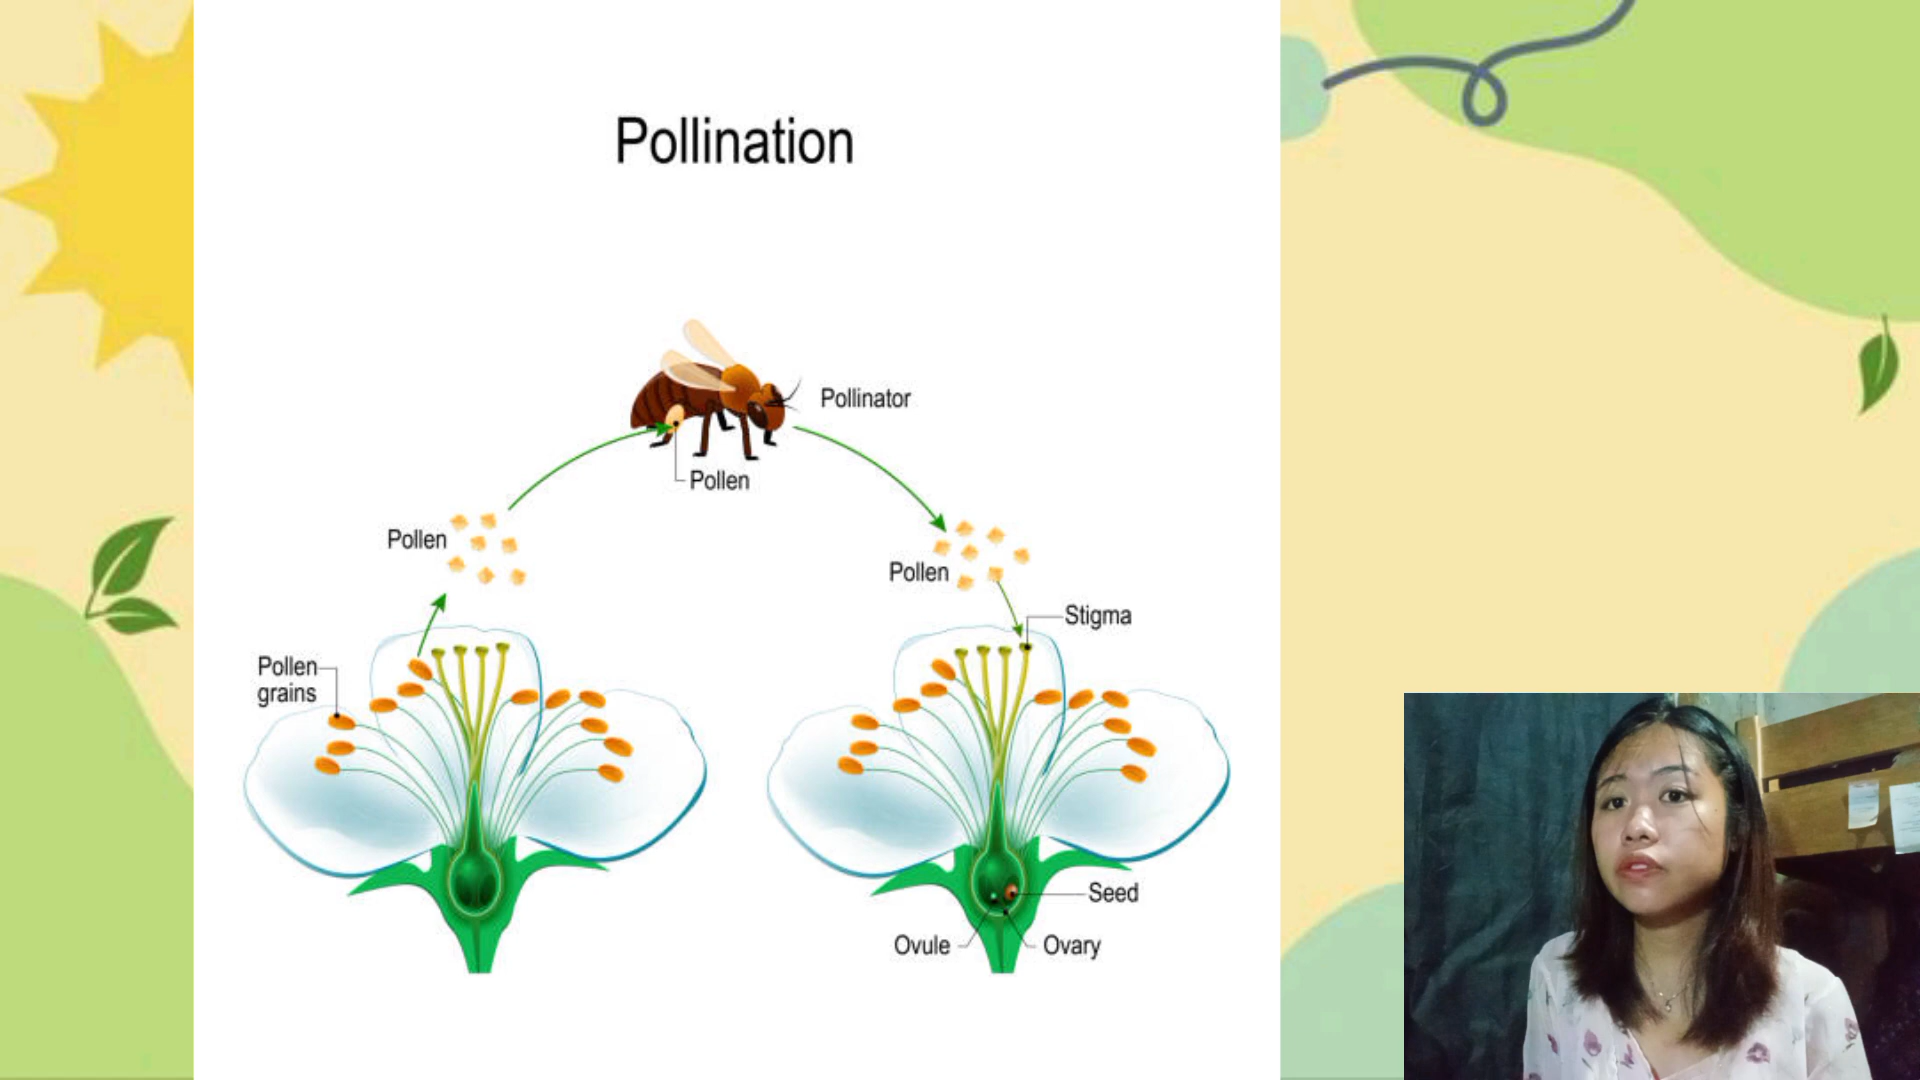 Pollination
Pollinator
Pollen
Pollen
Pollen
Stigma
Pollen
grains
Seed
Ovule
Ovary